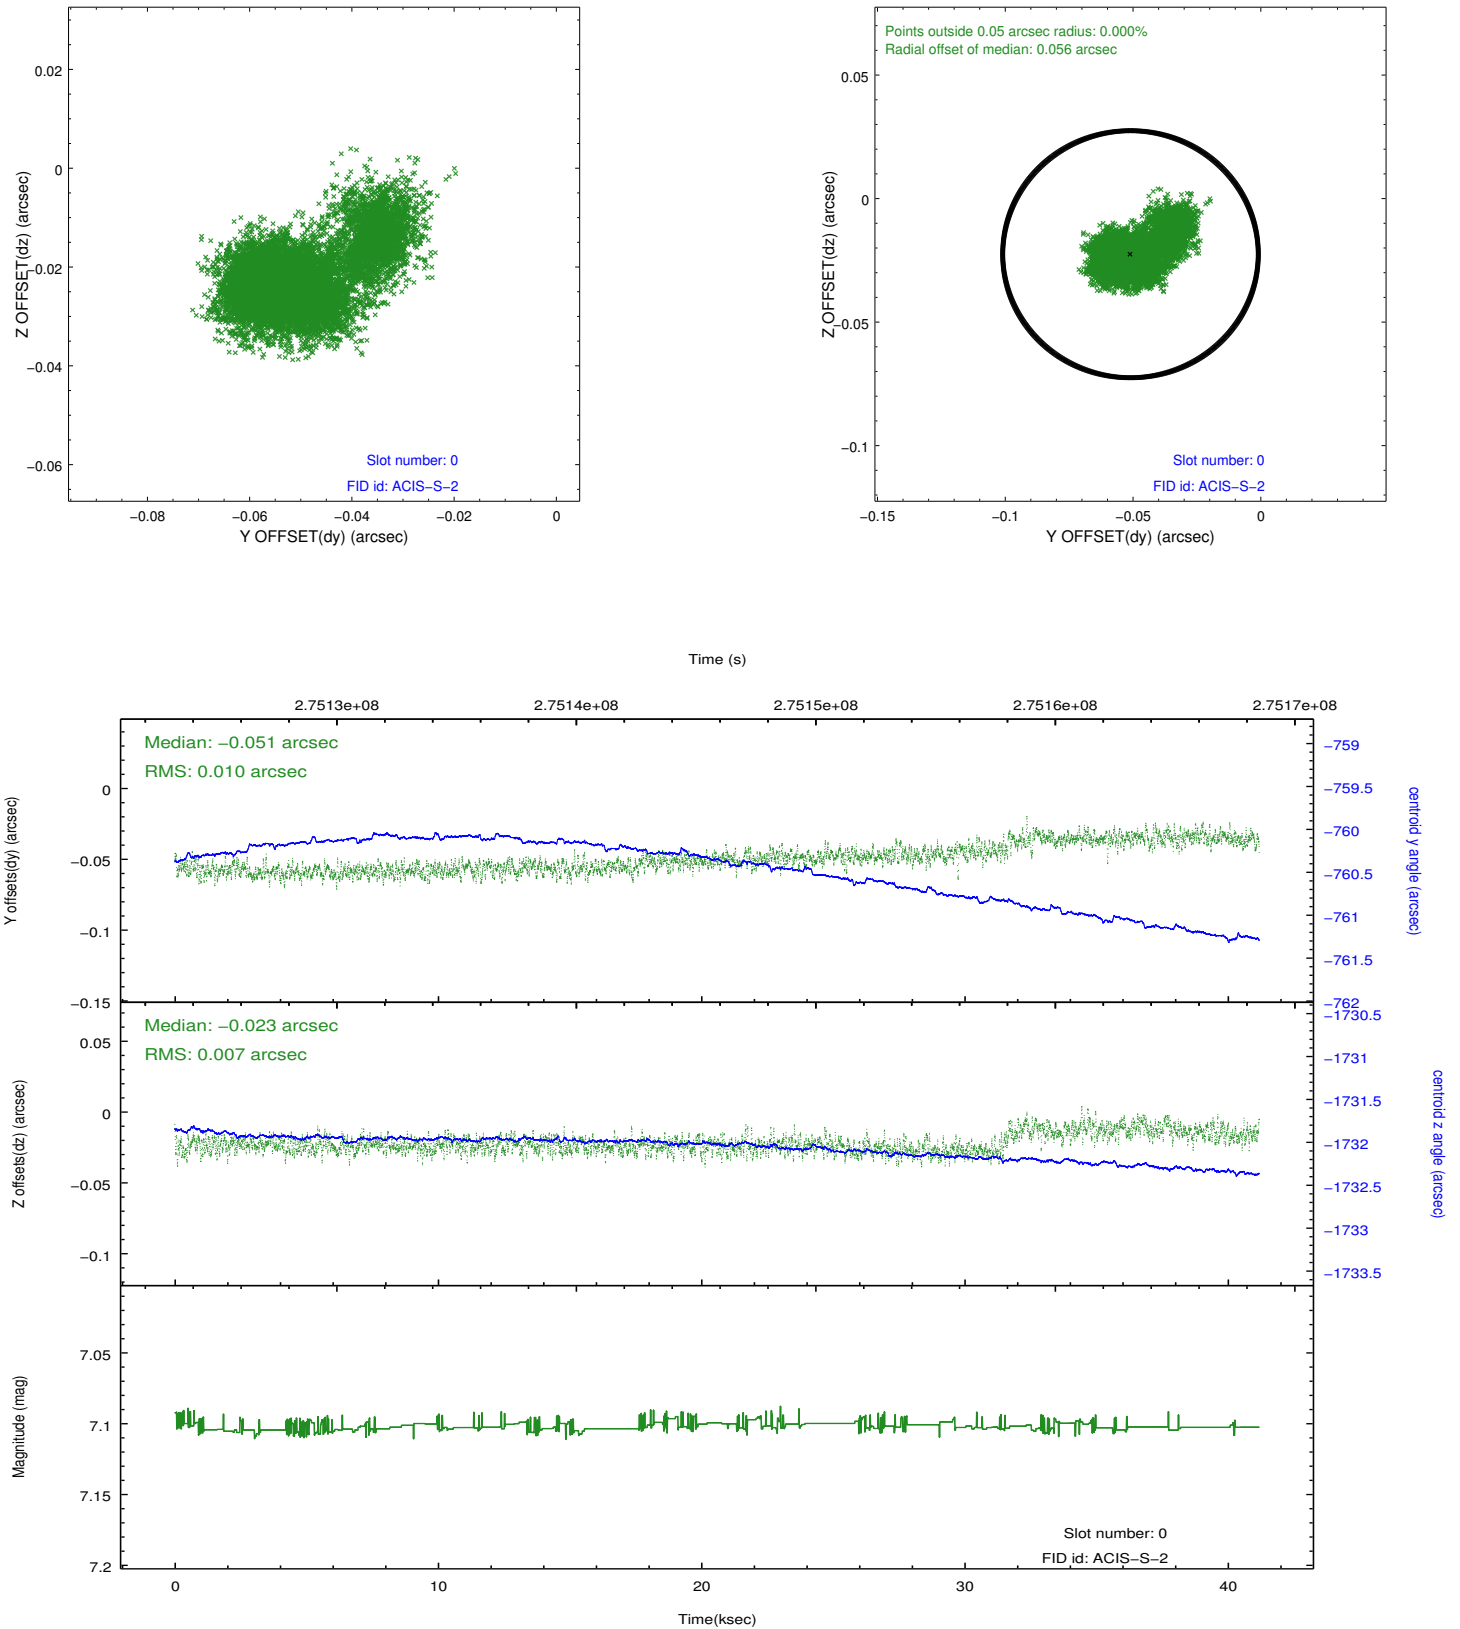 0.02
0
−0.02
−0.04
−0.06
Z OFFSET(dz) (arcsec)
Slot number: 0
FID id: ACIS−S−2
−0.08
−0.06
−0.04
−0.02
0
Y OFFSET(dy) (arcsec)
Points outside 0.05 arcsec radius: 0.000%
Radial offset of median: 0.056 arcsec
0.05
0
−0.05
−0.1
Z OFFSET(dz) (arcsec)
Slot number: 0
FID id: ACIS−S−2
−0.15
−0.1
−0.05
0
Y OFFSET(dy) (arcsec)
Time (s)
2.7513e+08
2.7514e+08
2.7515e+08
2.7516e+08
2.7517e+08
Median: −0.051 arcsec
RMS: 0.010 arcsec
0
−0.05
−0.1
−0.15
Y offsets(dy) (arcsec)
−759
−759.5
−760
−760.5
−761
−761.5
−762
centroid y angle (arcsec)
Median: −0.023 arcsec
RMS: 0.007 arcsec
0.05
0
−0.05
−0.1
Z offsets(dz) (arcsec)
−1730.5
−1731
−1731.5
−1732
−1732.5
−1733
−1733.5
centroid z angle (arcsec)
7.05
7.1
7.15
7.2
Magnitude (mag)
Slot number: 0
FID id: ACIS−S−2
0
10
20
30
40
Time(ksec)